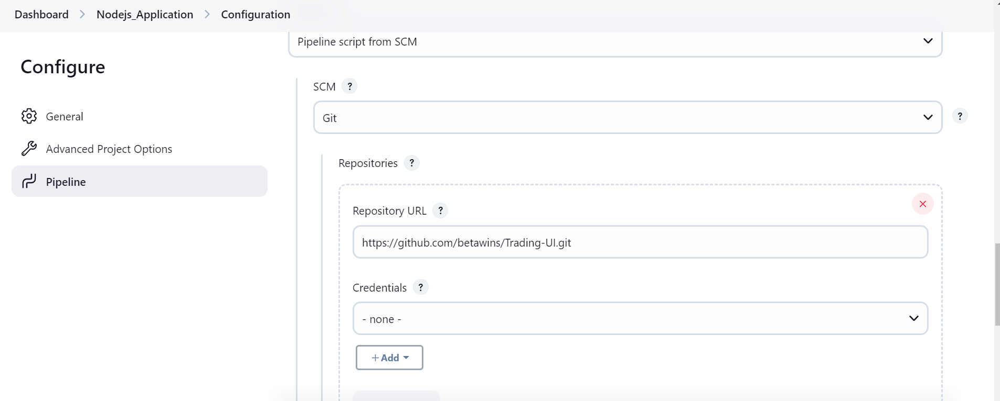 Dashboard > Nodejs_Application > Configuration
Pipeline script from SCM
Configure
SCM ?
General
Git
?
Advanced Project Options
Repositories ?
Pipeline
Repository URL ?
https://github.com/betawins/Trading-UI.git
Credentials ?
- none -
+ Add